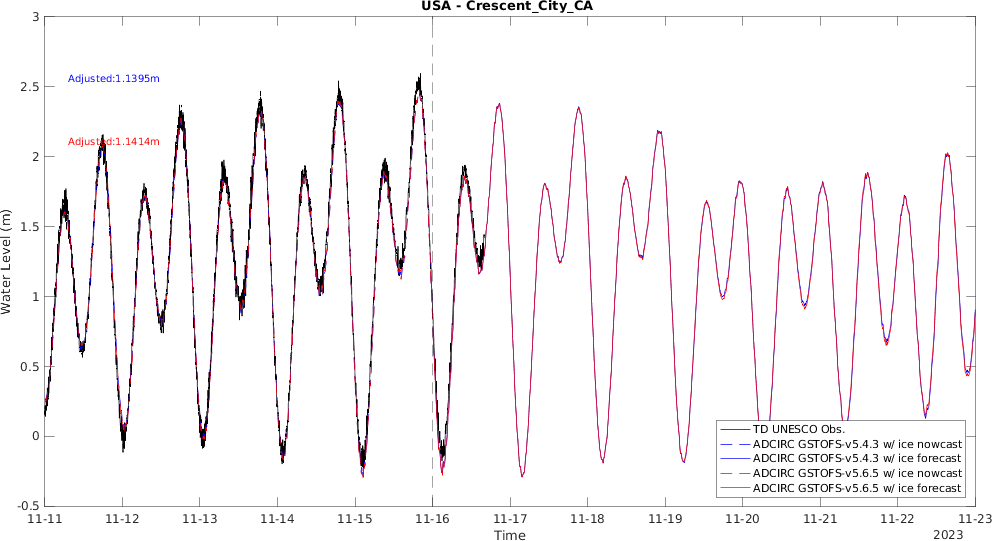 USA - Crescent_City_CA
3
2.5
2
1.5
1
0.5
0
-0.5
Water Level (m)
Adjusted:1.1395m
Adjusted:1.1414m
TD UNESCO Obs.
ADCIRC GSTOFS-v5.4.3 w/ ice nowcast
ADCIRC GSTOFS-v5.4.3 w/ ice forecast
ADCIRC GSTOFS-v5.6.5 w/ ice nowcast
ADCIRC GSTOFS-v5.6.5 w/ ice forecast
11-11 11-12 11-13 11-14 11-15 11-16 11-17 11-18 11-19 11-20 11-21 11-22 11-23
Time
2023